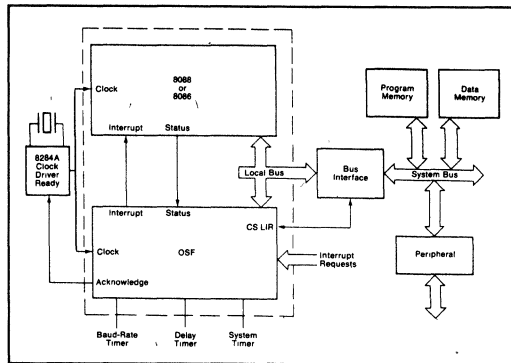 8088
or
8086
Clock
Interrupt
Status
Program
Memory
Data
Memory
8284A
Clock
Driver
Ready
Local Bus
Bus
Interface
System Bus
Interrupt
Status
CS LIR
Clock
OSF
Interrupt
Requests
Peripheral
Acknowledge
Baud-Rate
Timer
Delay
Timer
System
Timer